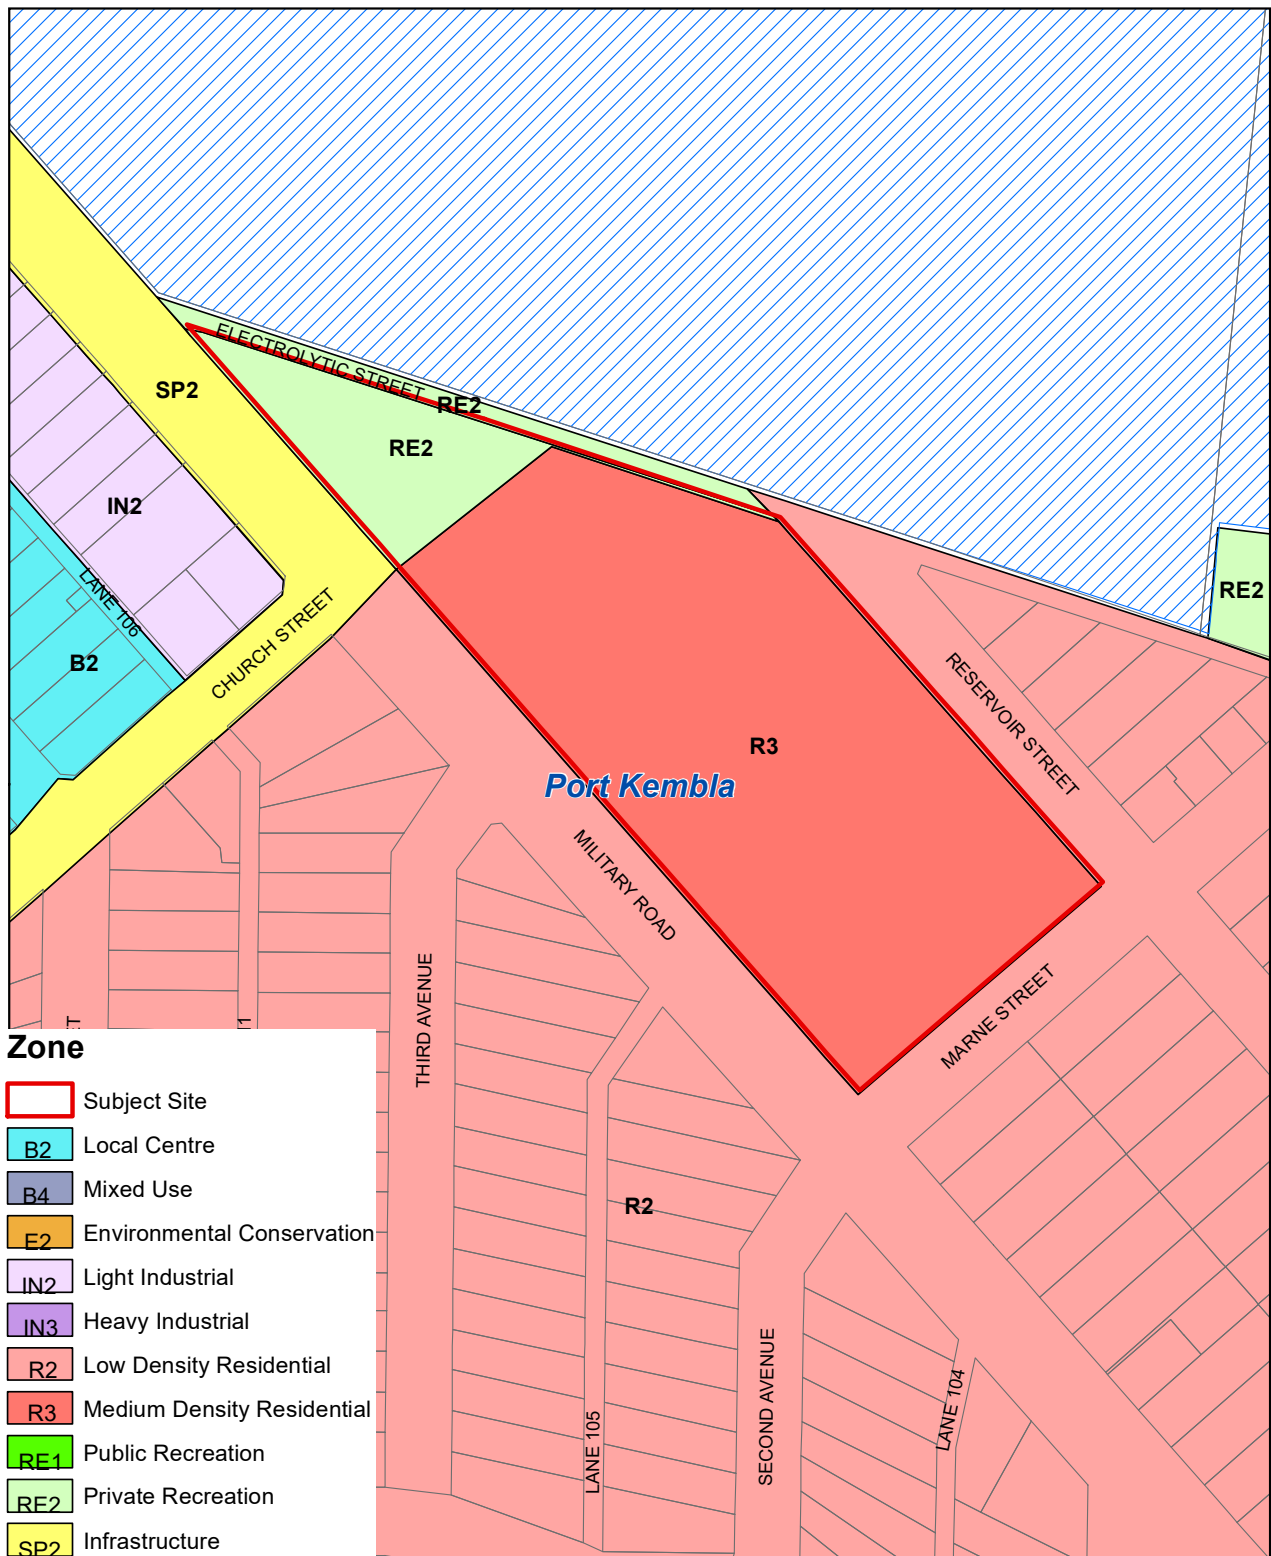 ELECTROLYTIC STREET
SP2
RE2
RE2
IN2
RE2
LANE 106
CHURCH STREET
B2
RESERVOIR STREET
R3
Port Kembla
MILITARY ROAD
THIRD AVENUE
MARNE STREET
R2
SECOND AVENUE
LANE 104
LANE 105
Zone
Subject Site
B2 Local Centre
B4 Mixed Use
E2 Environmental Conservation
IN2 Light Industrial
IN3 Heavy Industrial
R2 Low Density Residential
R3 Medium Density Residential
RE1 Public Recreation
RE2 Private Recreation
SP2 Infrastructure